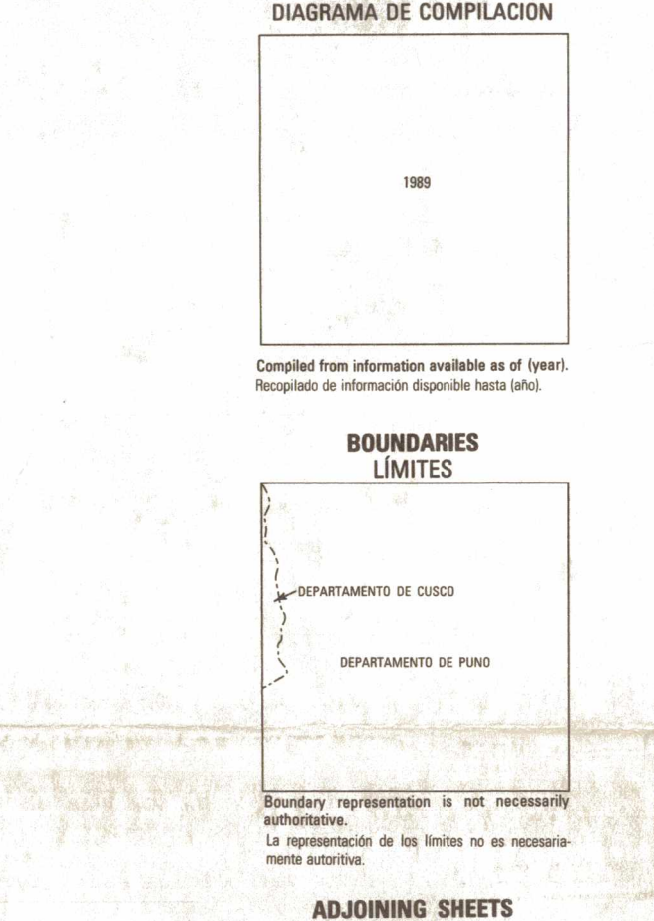 DIAGRAMA DE COMPILACION
1989
Compiled from information available as of (year).
Recopilado de información disponible hasta (año).
BOUNDARIES
LÍMITES
DEPARTAMENTO DE CUSCO
DEPARTAMENTO DE PUNO
Boundary representation is not necessarily
authoritative.
La representación de los límites no es necesaria-
mente autoritiva.
ADJOINING SHEETS